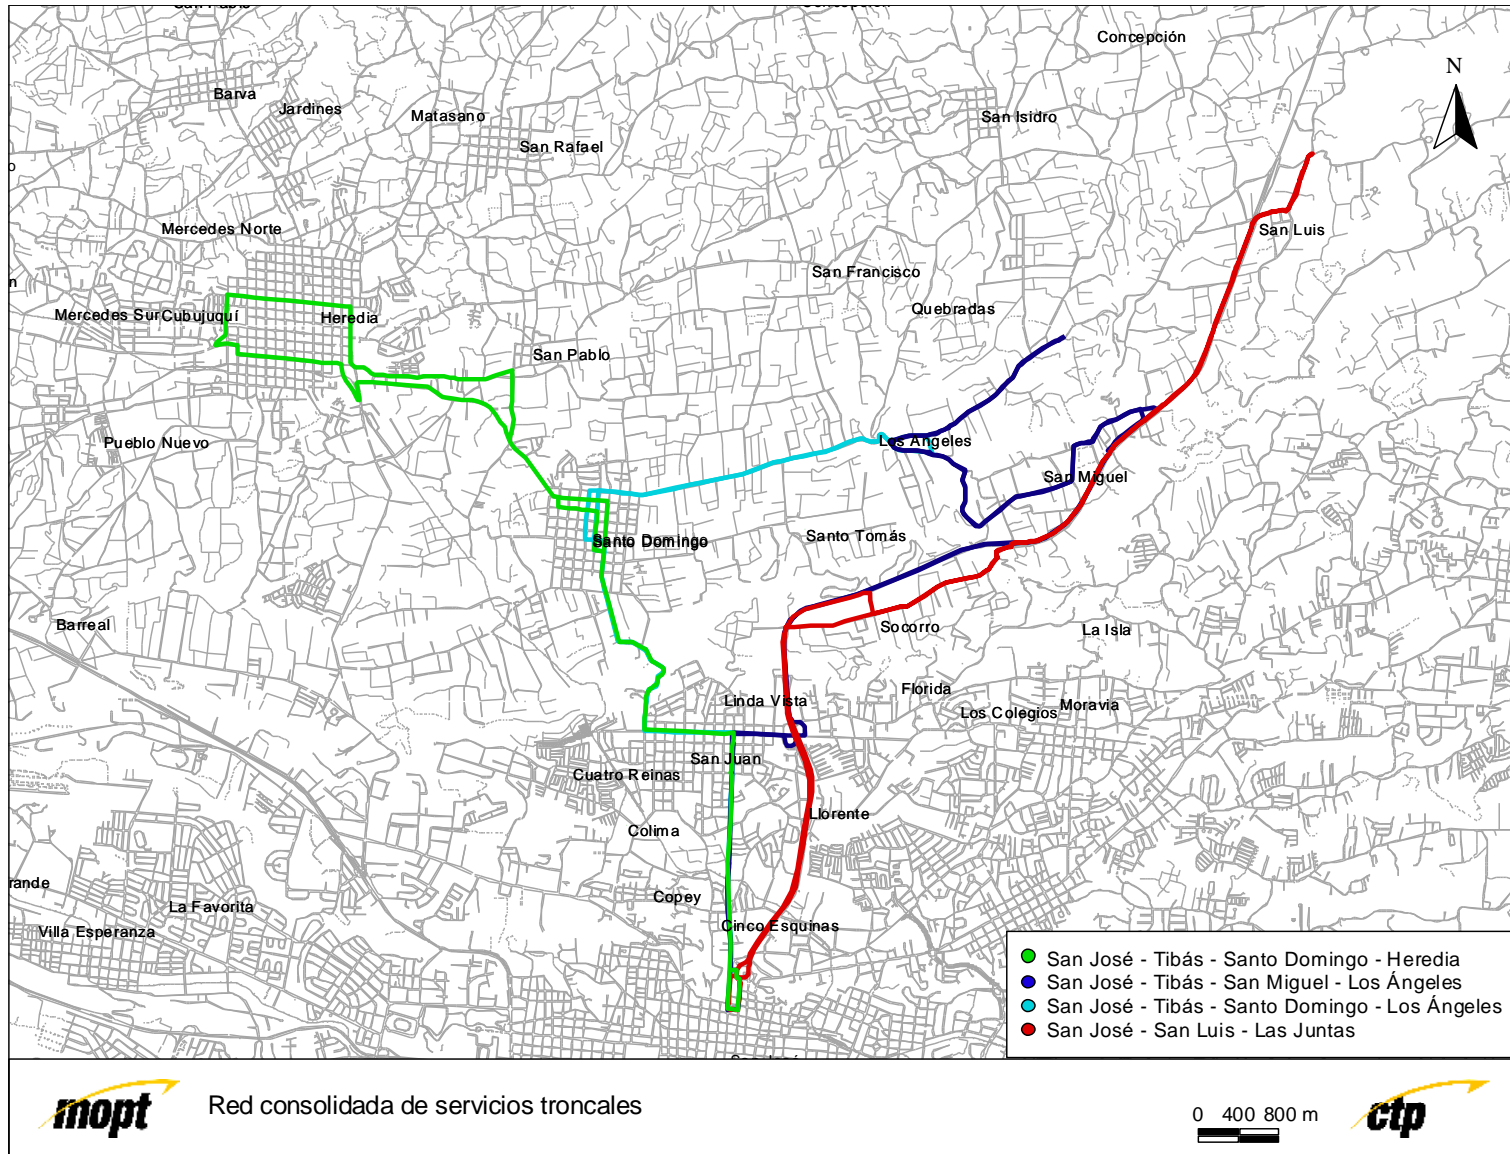 Concepción
Barva
Jardines
Matasano
San Rafael
San Isidro
N
Mercedes Norte
San Luis
San Francisco
Quebradas
Mercedes Sur
Cubujuquí
Heredia
San Pablo
Pueblo Nuevo
Los Angeles
San Miguel
Santo Tomás
Santo Domingo
Barreal
Socorro
La Isla
Linda Vista
Florida
Los Colegios
Moravia
San Juan
Cuatro Reinas
Llorente
Colima
Copey
Cinco Esquinas
rande
La Favorita
Villa Esperanza
San José - Tibás - Santo Domingo - Heredia
San José - Tibás - San Miguel - Los Ángeles
San José - Tibás - Santo Domingo - Los Ángeles
San José - San Luis - Las Juntas
mopt
Red consolidada de servicios troncales
0 400 800 m
ctp